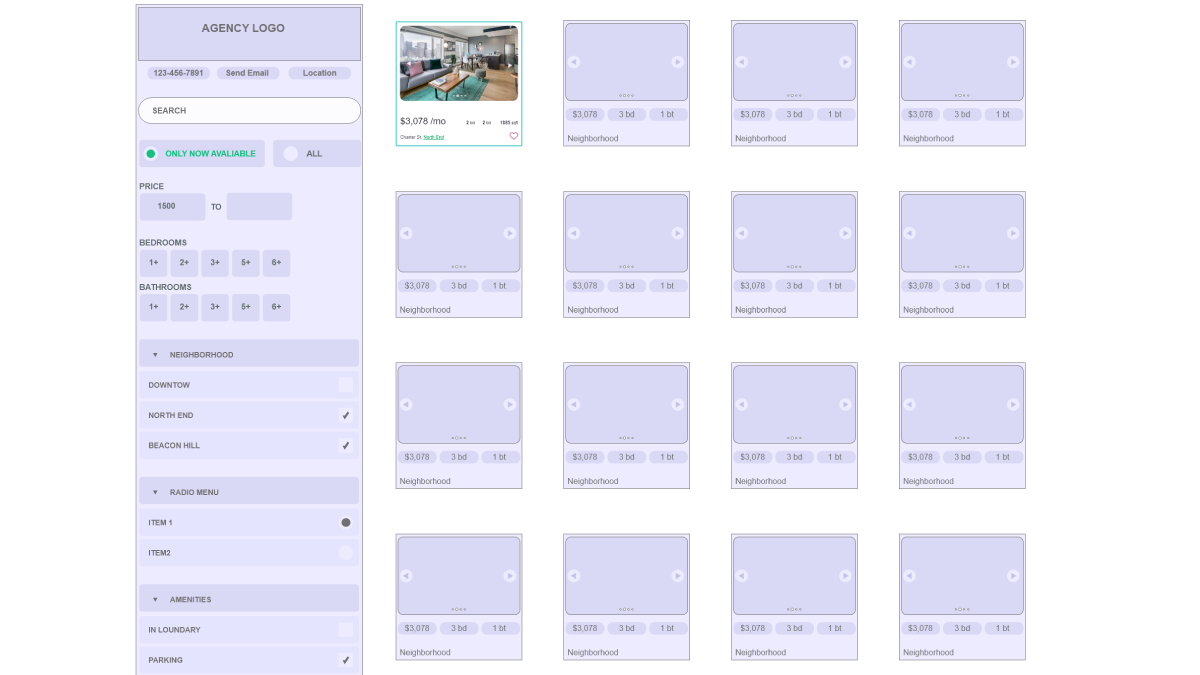 AGENCY LOGO
123-456-7891 Send Email Location
SEARCH
ONLY NOW AVALIABLE ALL
PRICE
1500 TO
BEDROOMS
1+ 2+ 3+ 5+ 6+
BATHROOMS
1+ 2+ 3+ 5+ 6+
▼ NEIGHBORHOOD
DOWNTOW
NORTH END
BEACON HILL
▼ RADIO MENU
ITEM 1
ITEM2
▼ AMENITIES
IN LOUNDARY
PARKING
$3,078 /mo 2 bd 2 bd 1085 sqft
Charter St, North End
$3,078 3 bd 1 bt
Neighborhood
$3,078 3 bd 1 bt
Neighborhood
$3,078 3 bd 1 bt
Neighborhood
$3,078 3 bd 1 bt
Neighborhood
$3,078 3 bd 1 bt
Neighborhood
$3,078 3 bd 1 bt
Neighborhood
$3,078 3 bd 1 bt
Neighborhood
$3,078 3 bd 1 bt
Neighborhood
$3,078 3 bd 1 bt
Neighborhood
$3,078 3 bd 1 bt
Neighborhood
$3,078 3 bd 1 bt
Neighborhood
$3,078 3 bd 1 bt
Neighborhood
$3,078 3 bd 1 bt
Neighborhood
$3,078 3 bd 1 bt
Neighborhood
$3,078 3 bd 1 bt
Neighborhood